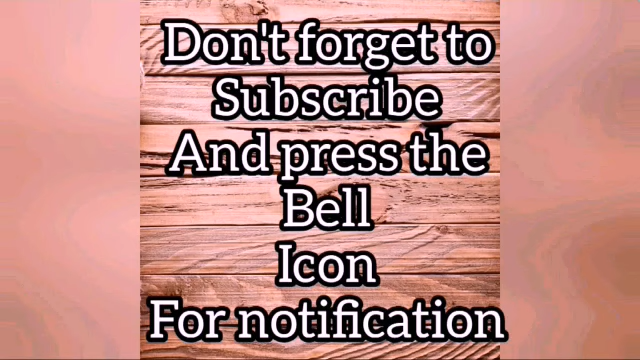 Don't forget to
Subscribe
And press the
Bell
Icon
For notification